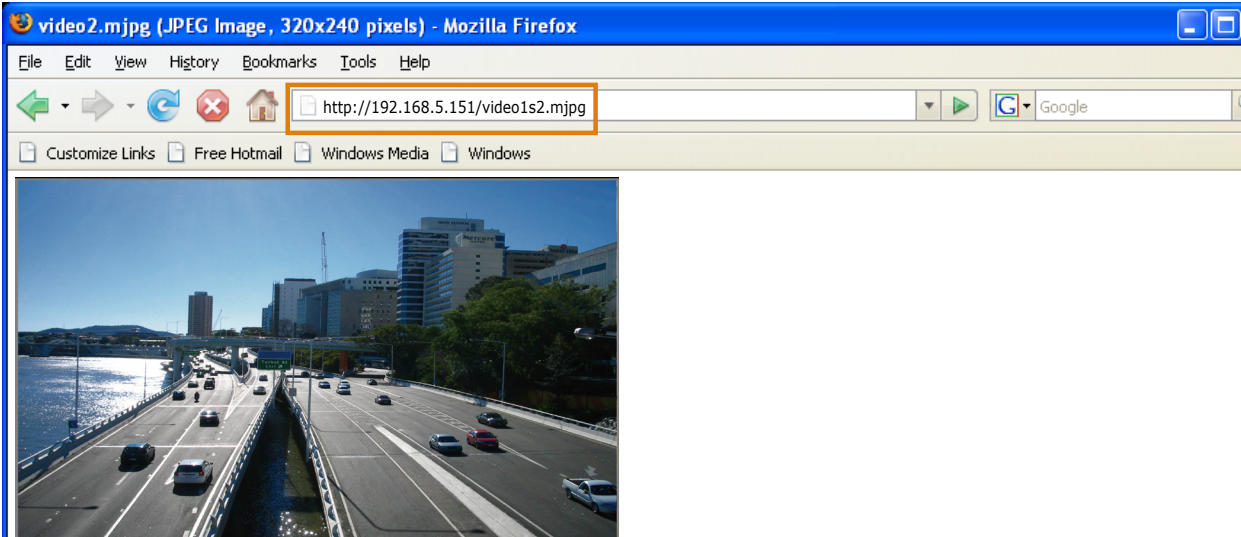 video2.mjpg (JPEG Image, 320x240 pixels) - Mozilla Firefox
File Edit View History Bookmarks Tools Help
http://192.168.5.151/video1s2.mjpg
G Google
Customize Links Free Hotmail Windows Media Windows
Mercure